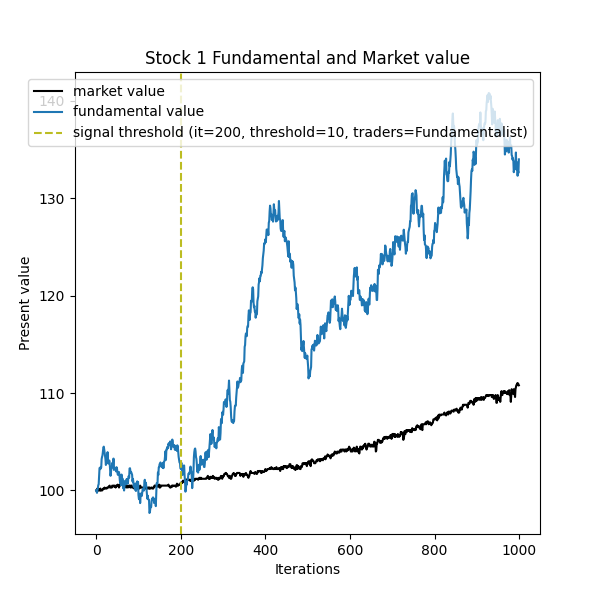 Stock 1 Fundamental and Market value
market value
fundamental value
signal threshold (it=200, threshold=10, traders=Fundamentalist)
140
130
120
110
100
Present value
0 200 400 600 800 1000
Iterations